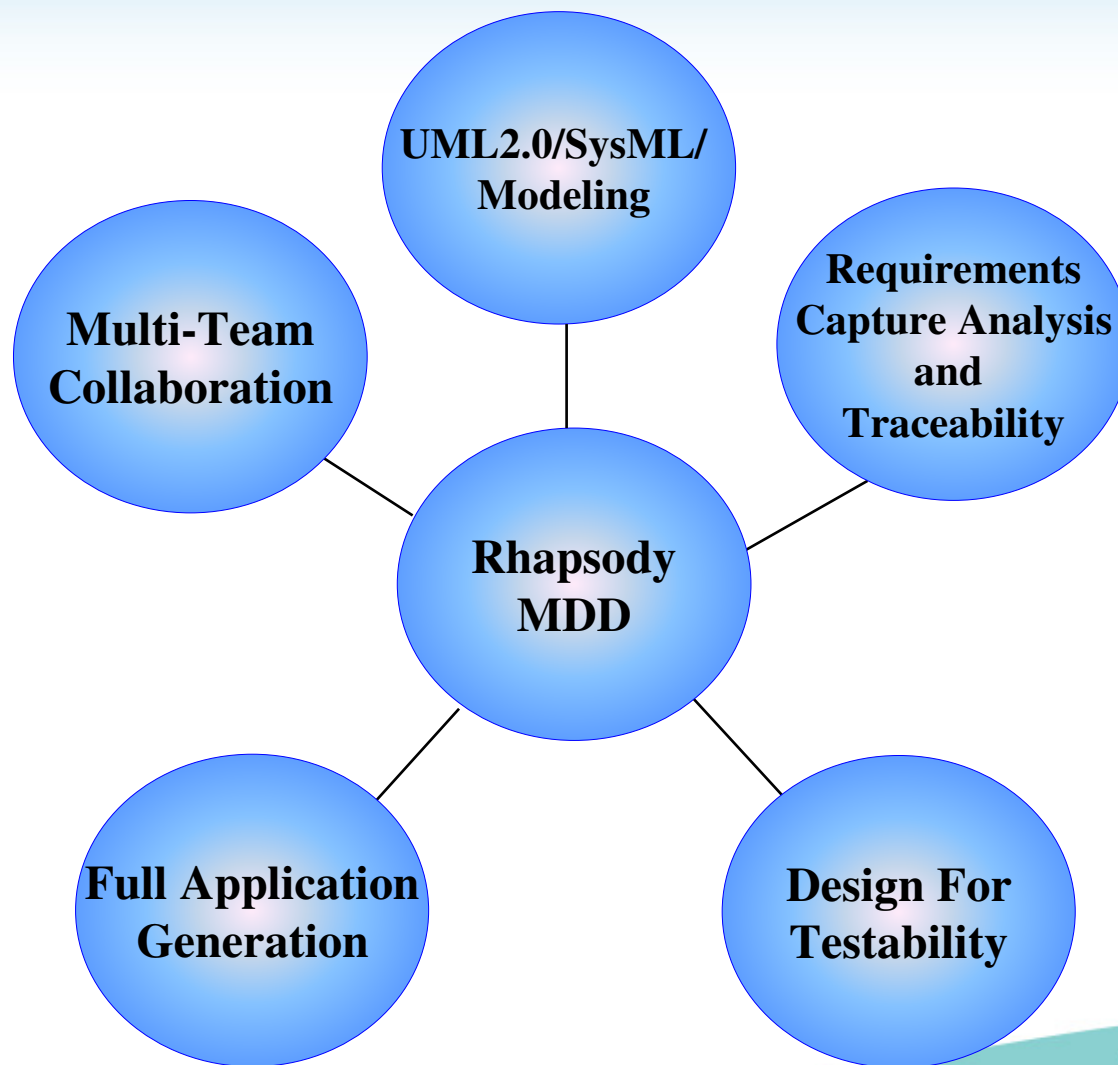 UML2.0/SysML/
Modeling
Multi-Team
Collaboration
Requirements
Capture Analysis
and
Traceability
Rhapsody
MDD
Full Application
Generation
Design For
Testability